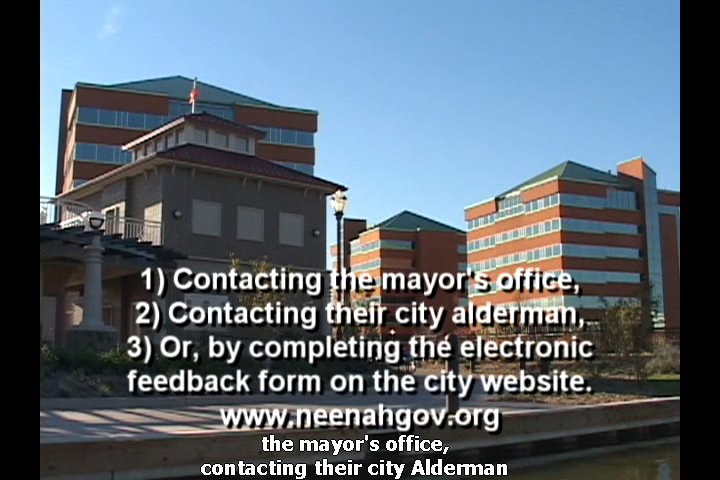 1) Contacting the mayor's office,
2) Contacting their city alderman,
3) Or, by completing the electronic
feedback form on the city website.
www.neenahgov.org
the mayor's office,
contacting their city Alderman